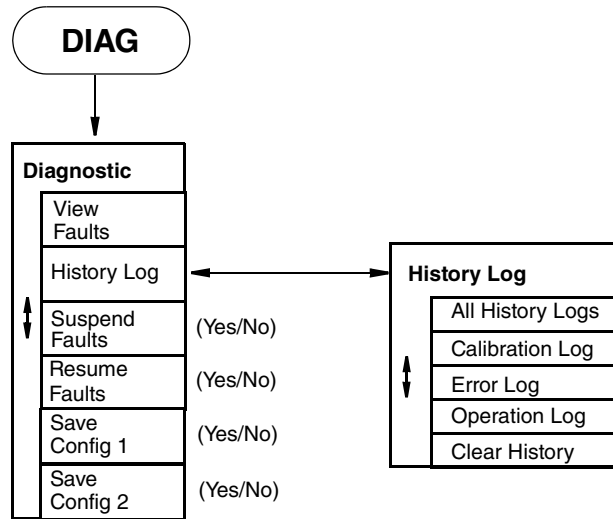 DIAG
Diagnostic
View
Faults
History Log
Suspend
Faults
(Yes/No)
Resume
Faults
(Yes/No)
Save
Config 1
(Yes/No)
Save
Config 2
(Yes/No)
History Log
All History Logs
Calibration Log
Error Log
Operation Log
Clear History